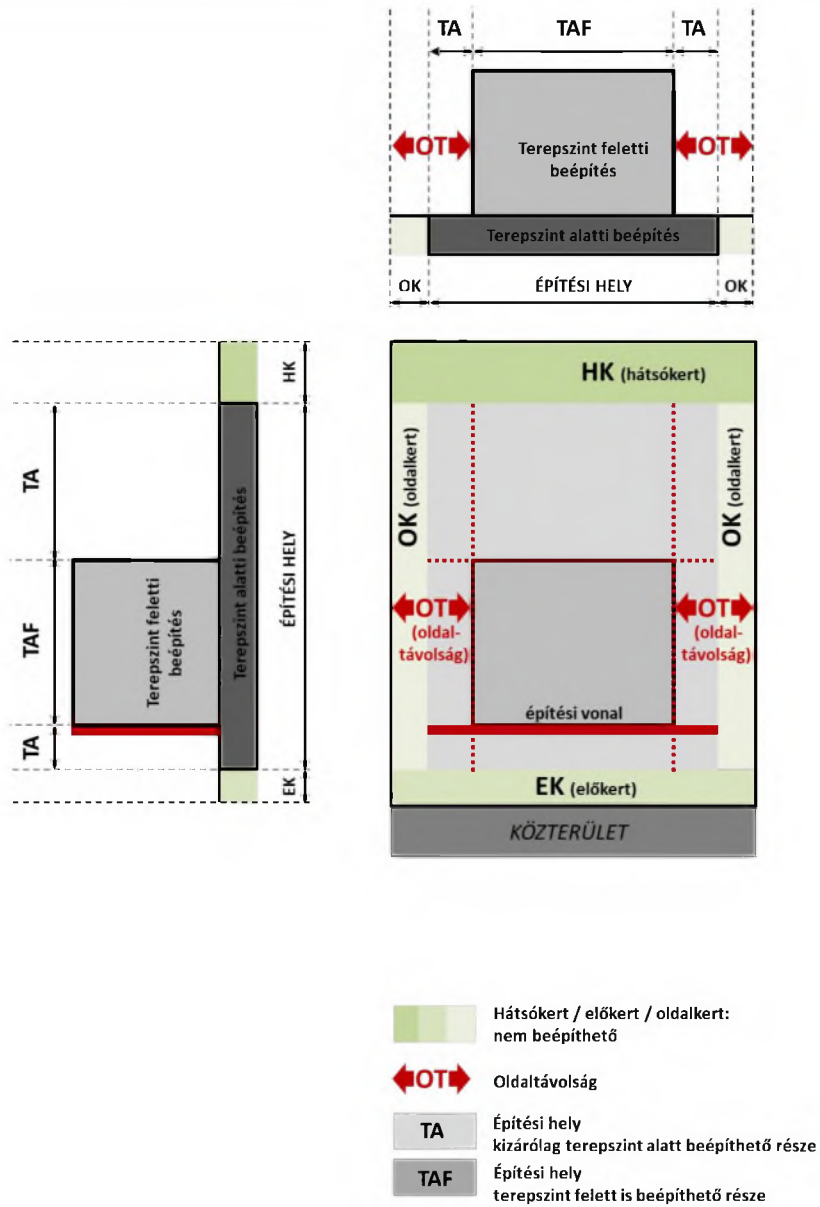 TA TAF TA
OT OT
Terepszint feletti
beépítés
Terepszint alatti beépítés
OK ÉPÍTÉSI HELY OK
HK
TA
TAF
TA
Terepszint feletti
beépítés
Terepszint alatti beépítés
ÉPÍTÉSI HELY
EK
HK (hátsókert)
OK (oldalkert)
OK (oldalkert)
OT
(oldal-
távolság)
OT
(oldal-
távolság)
építési vonal
EK (előkert)
KÖZTERÜLET
Hátsókert / előkert / oldalkert:
nem beépíthető
OT Oldaltávolság
TA Építési hely
kizárólag terepszint alatt beépíthető része
TAF Építési hely
terepszint felett is beépíthető része